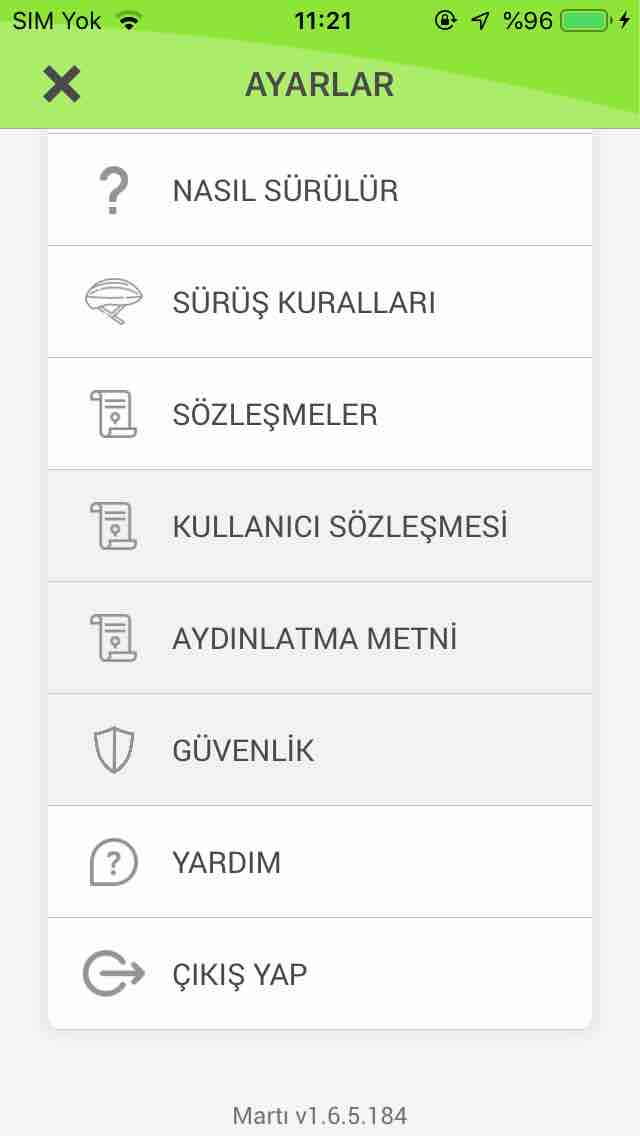 SIM Yok 11:21 %96
AYARLAR
NASIL SÜRÜLÜR
SÜRÜŞ KURALLARI
SÖZLEŞMELER
KULLANICI SÖZLEŞMESİ
AYDINLATMA METNİ
GÜVENLİK
YARDIM
ÇIKIŞ YAP
Martı v1.6.5.184